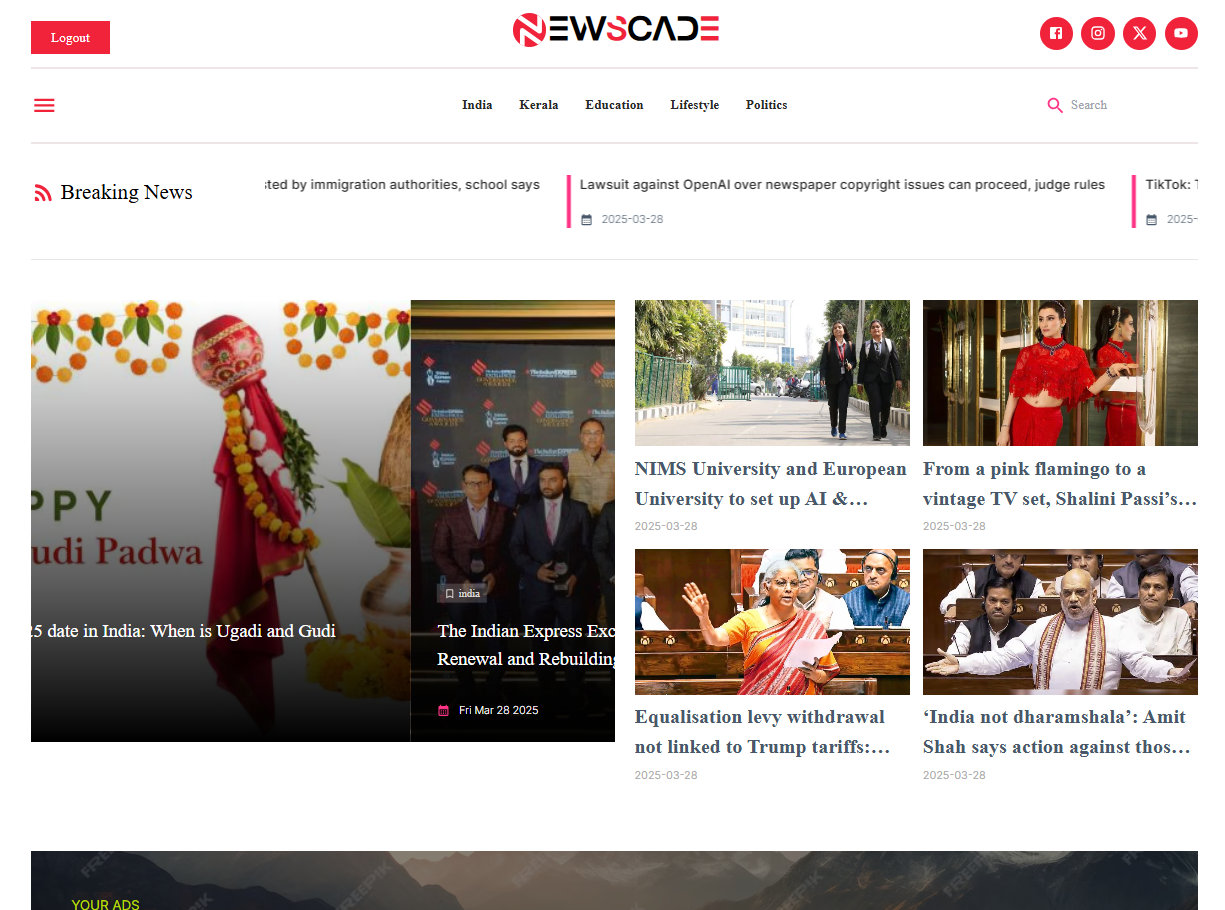 Logout
NEWSCADE
India Kerala Education Lifestyle Politics
Search
Breaking News
sted by immigration authorities, school says
Lawsuit against OpenAI over newspaper copyright issues can proceed, judge rules
2025-03-28
TikTok:
2025-
PPY
udi Padwa
25 date in India: When is Ugadi and Gudi
india
The Indian Express Exc
Renewal and Rebuilding
Fri Mar 28 2025
NIMS University and European
University to set up AI &…
2025-03-28
From a pink flamingo to a
vintage TV set, Shalini Passi’s…
2025-03-28
Equalisation levy withdrawal
not linked to Trump tariffs:…
2025-03-28
‘India not dharamshala’: Amit
Shah says action against thos…
2025-03-28
YOUR ADS